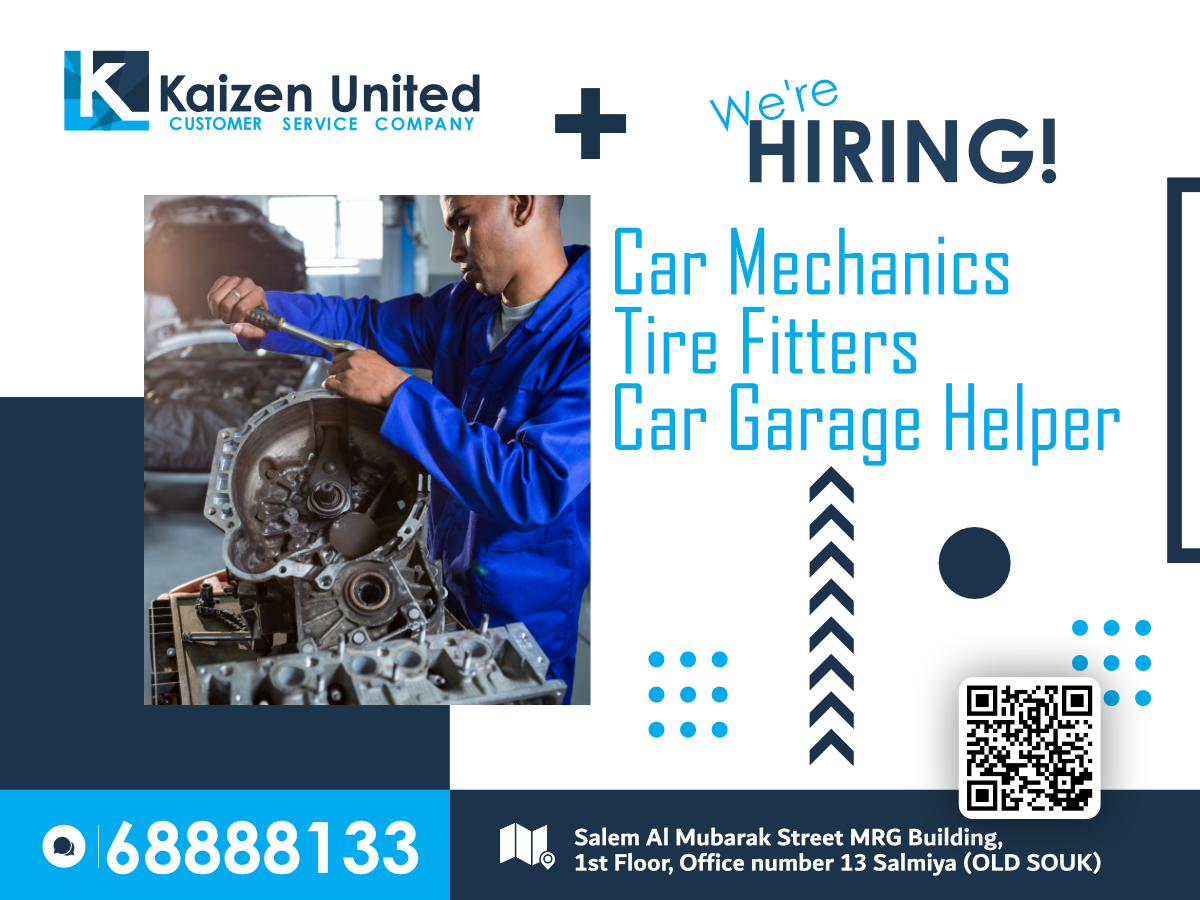 K
Kaizen United
CUSTOMER SERVICE COMPANY
We're
HIRING!
Car Mechanics
Tire Fitters
Car Garage Helper
68888133
Salem Al Mubarak Street MRG Building,
1st Floor, Office number 13 Salmiya (OLD SOUK)